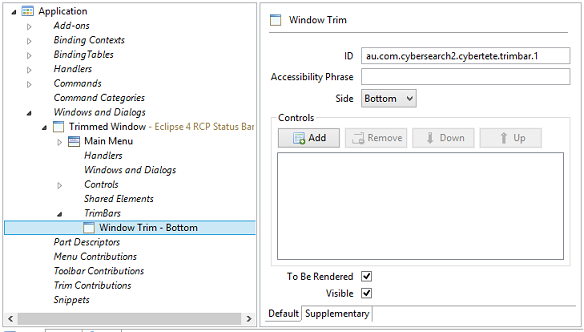 Application
Add-ons
Binding Contexts
BindingTables
Handlers
Commands
Command Categories
Windows and Dialogs
Trimmed Window - Eclipse 4 RCP Status Bar
Main Menu
Handlers
Windows and Dialogs
Controls
Shared Elements
TrimBars
Window Trim - Bottom
Part Descriptors
Menu Contributions
Toolbar Contributions
Trim Contributions
Snippets
Window Trim
ID au.com.cybersearch2.cybertete.trimbar.1
Accessibility Phrase
Side Bottom
Controls
Add Remove Down Up
To Be Rendered
Visible
Default Supplementary